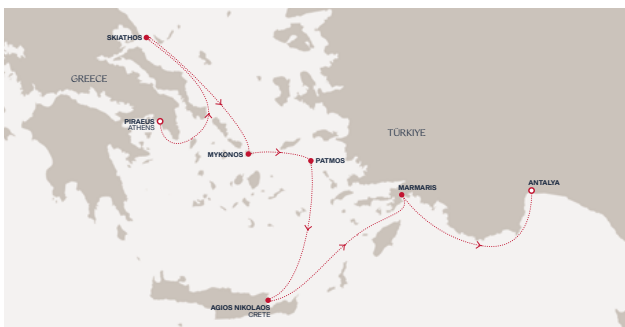 SKIATHOS
GREECE
PIRAEUS
ATHENS
MYKONOS
PATMOS
TÜRKIYE
MARMARIS
ANTALYA
AGIOS NIKOLAOS
CRETE